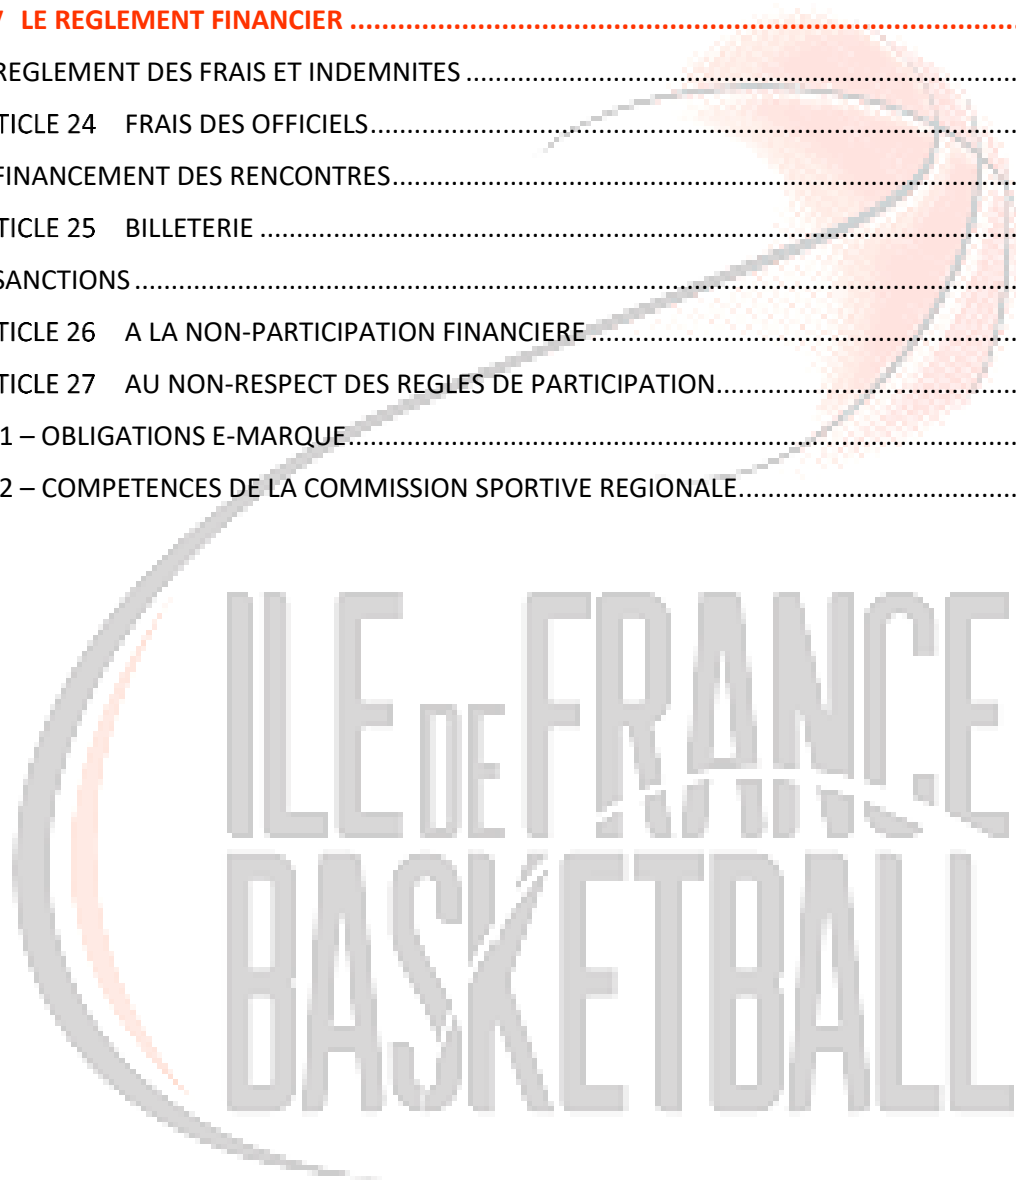 LE REGLEMENT FINANCIER ........................................................
REGLEMENT DES FRAIS ET INDEMNITES ........................................................
TICLE 24 FRAIS DES OFFICIELS ........................................................
FINANCEMENT DES RENCONTRES ........................................................
TICLE 25 BILLETERIE ........................................................
SANCTIONS ........................................................
TICLE 26 A LA NON-PARTICIPATION FINANCIERE ........................................................
TICLE 27 AU NON-RESPECT DES REGLES DE PARTICIPATION ........................................................
1 – OBLIGATIONS E-MARQUE ........................................................
2 – COMPETENCES DE LA COMMISSION SPORTIVE REGIONALE ........................................................
ILE DE FRANCE
BASKETBALL